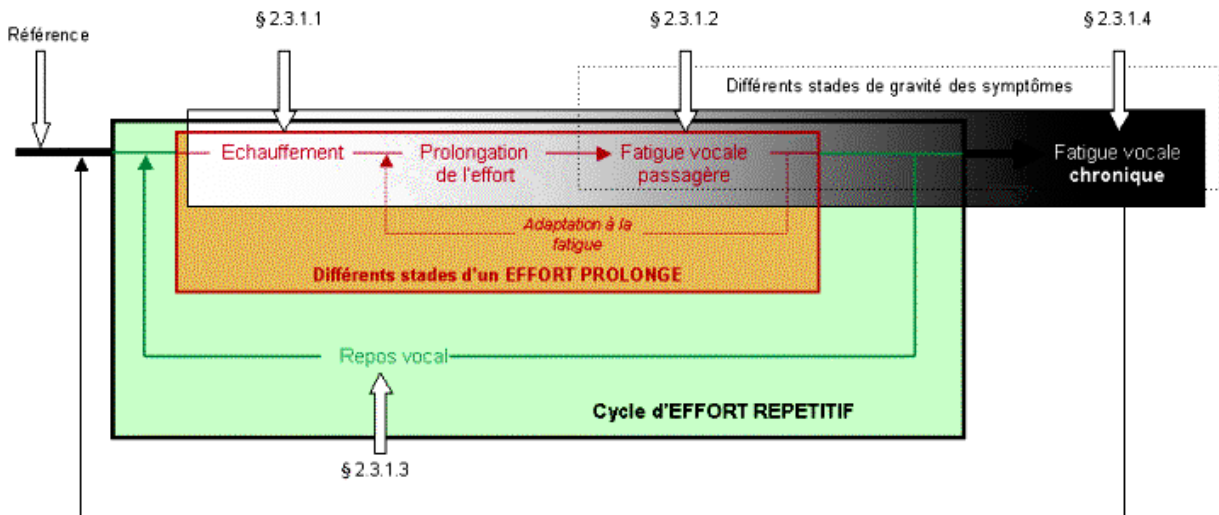 § 2.3.1.1
§ 2.3.1.2
§ 2.3.1.4
Référence
Différents stades de gravité des symptômes
Echauffement
Prolongation
de l'effort
Fatigue vocale
passagère
Fatigue vocale
chronique
Adaptation à la
fatigue
Différents stades d'un EFFORT PROLONGE
Repos vocal
Cycle d'EFFORT REPETITIF
§ 2.3.1.3